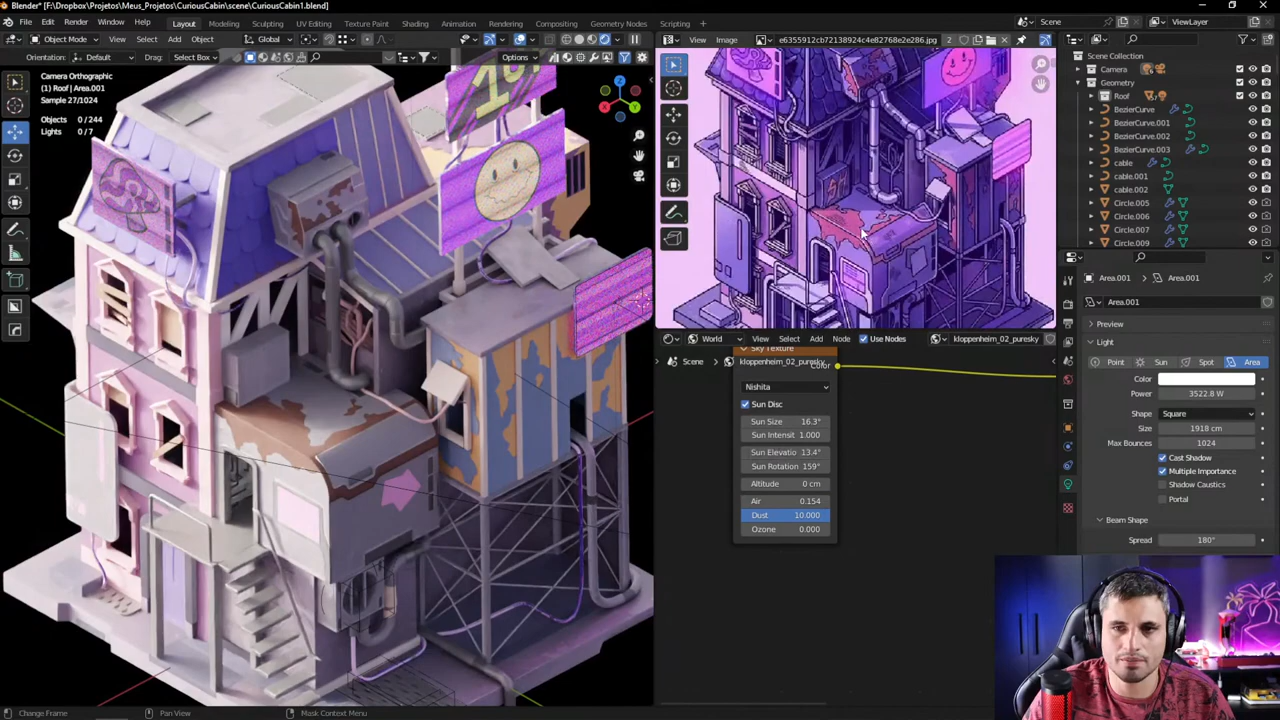 Blender* [F:\Dropbox\Projetos\Meus_Projetos\CuriousCabin\scene\CuriousCabin1.blend]
File Edit Render Window Help Layout Modeling Sculpting UV Editing Texture Paint Shading Animation Rendering Compositing Geometry Nodes Scripting + Scene ViewLayer
View Select Add Object Global
View Image e6355912cb72138924c4e82768e2e286.jpg 2
Orientation: Default Drag: Select Box Options
Camera Orthographic
(1) Roof | Area.001
Sample 27/1024
Objects 0/244
Lights 0/7
Z
X
Scene Collection
Camera
Geometry
Roof
BezierCurve
BezierCurve.001
BezierCurve.002
BezierCurve.003
cable
cable.001
cable.002
Circle.005
Circle.006
Circle.007
Circle.009
World View Select Add Node Use Nodes kloppenheim_02_puresky
Scene kloppenheim_02_puresky
Sky Texture
Color
Nishita
Sun Disc
Sun Size 16.3°
Sun Intensit 1.000
Sun Elevatio 13.4°
Sun Rotation 159°
Altitude 0 cm
Air 0.154
Dust 10.000
Ozone 0.000
Area.001 Area.001
Area.001
Preview
Light
Point Sun Spot Area
Color
Power 3522.8 W
Shape Square
Size 1918 cm
Max Bounces 1024
Cast Shadow
Multiple Importance
Shadow Caustics
Portal
Beam Shape
Spread 180°
Change Frame Pan View Mask Context Menu